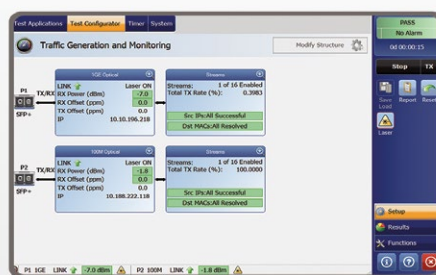 Test Applications Test Configurator Timer System
Traffic Generation and Monitoring
Modify Structure
PASS
No Alarm
0d 00:00:15
Stop TX
Save Load
Report
Reset
Laser
P1
TX/RX
SFP+
1GE Optical
LINK Laser ON
RX Power (dBm) -7.0
RX Offset (ppm) 0.0
TX Offset (ppm) 0.0
IP 10.10.196.218
Streams
Streams: 1 of 16 Enabled
Total TX Rate (%): 0.3983
Src IPs:All Successful
Dst MACs:All Resolved
P2
TX/RX
SFP+
100M Optical
LINK Laser ON
RX Power (dBm) -1.8
RX Offset (ppm) 0.0
TX Offset (ppm) 0.0
IP 10.188.222.118
Streams
Streams: 1 of 16 Enabled
Total TX Rate (%): 100.0000
Src IPs:All Successful
Dst MACs:All Resolved
Setup
Results
Functions
P1 1GE LINK -7.0 dBm P2 100M LINK -1.8 dBm